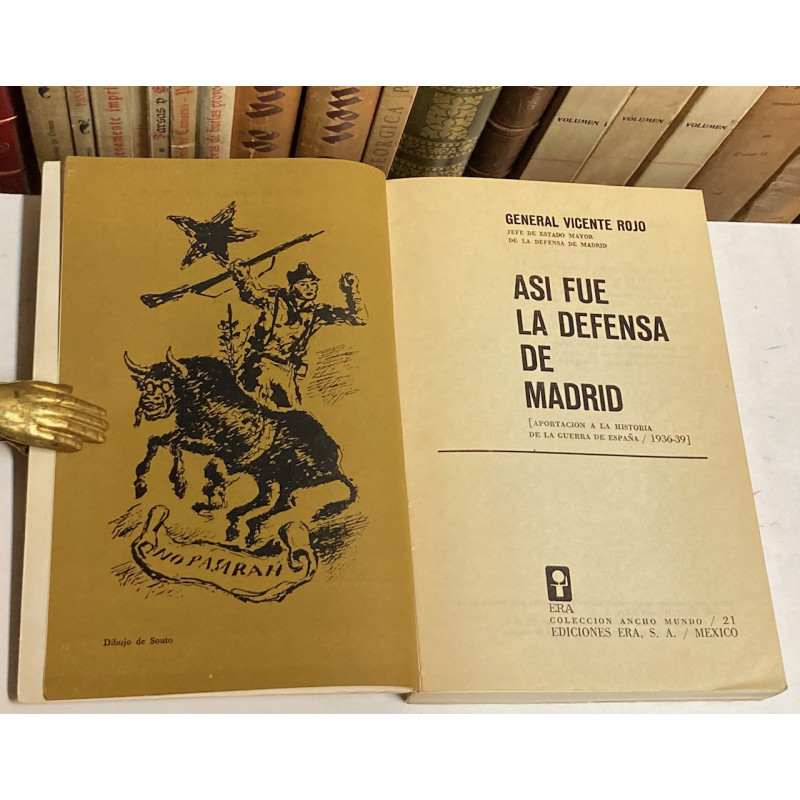 VOLUMEN I
VOLUMEN
VOLUMEN
NO PASARAN
Dibujo de Souto
GENERAL VICENTE ROJO
JEFE DE ESTADO MAYOR
DE LA DEFENSA DE MADRID
ASI FUE
LA DEFENSA
DE
MADRID
[APORTACION A LA HISTORIA
DE LA GUERRA DE ESPAÑA / 1936-39]
ERA
COLECCION ANCHO MUNDO / 21
EDICIONES ERA, S. A. / MEXICO